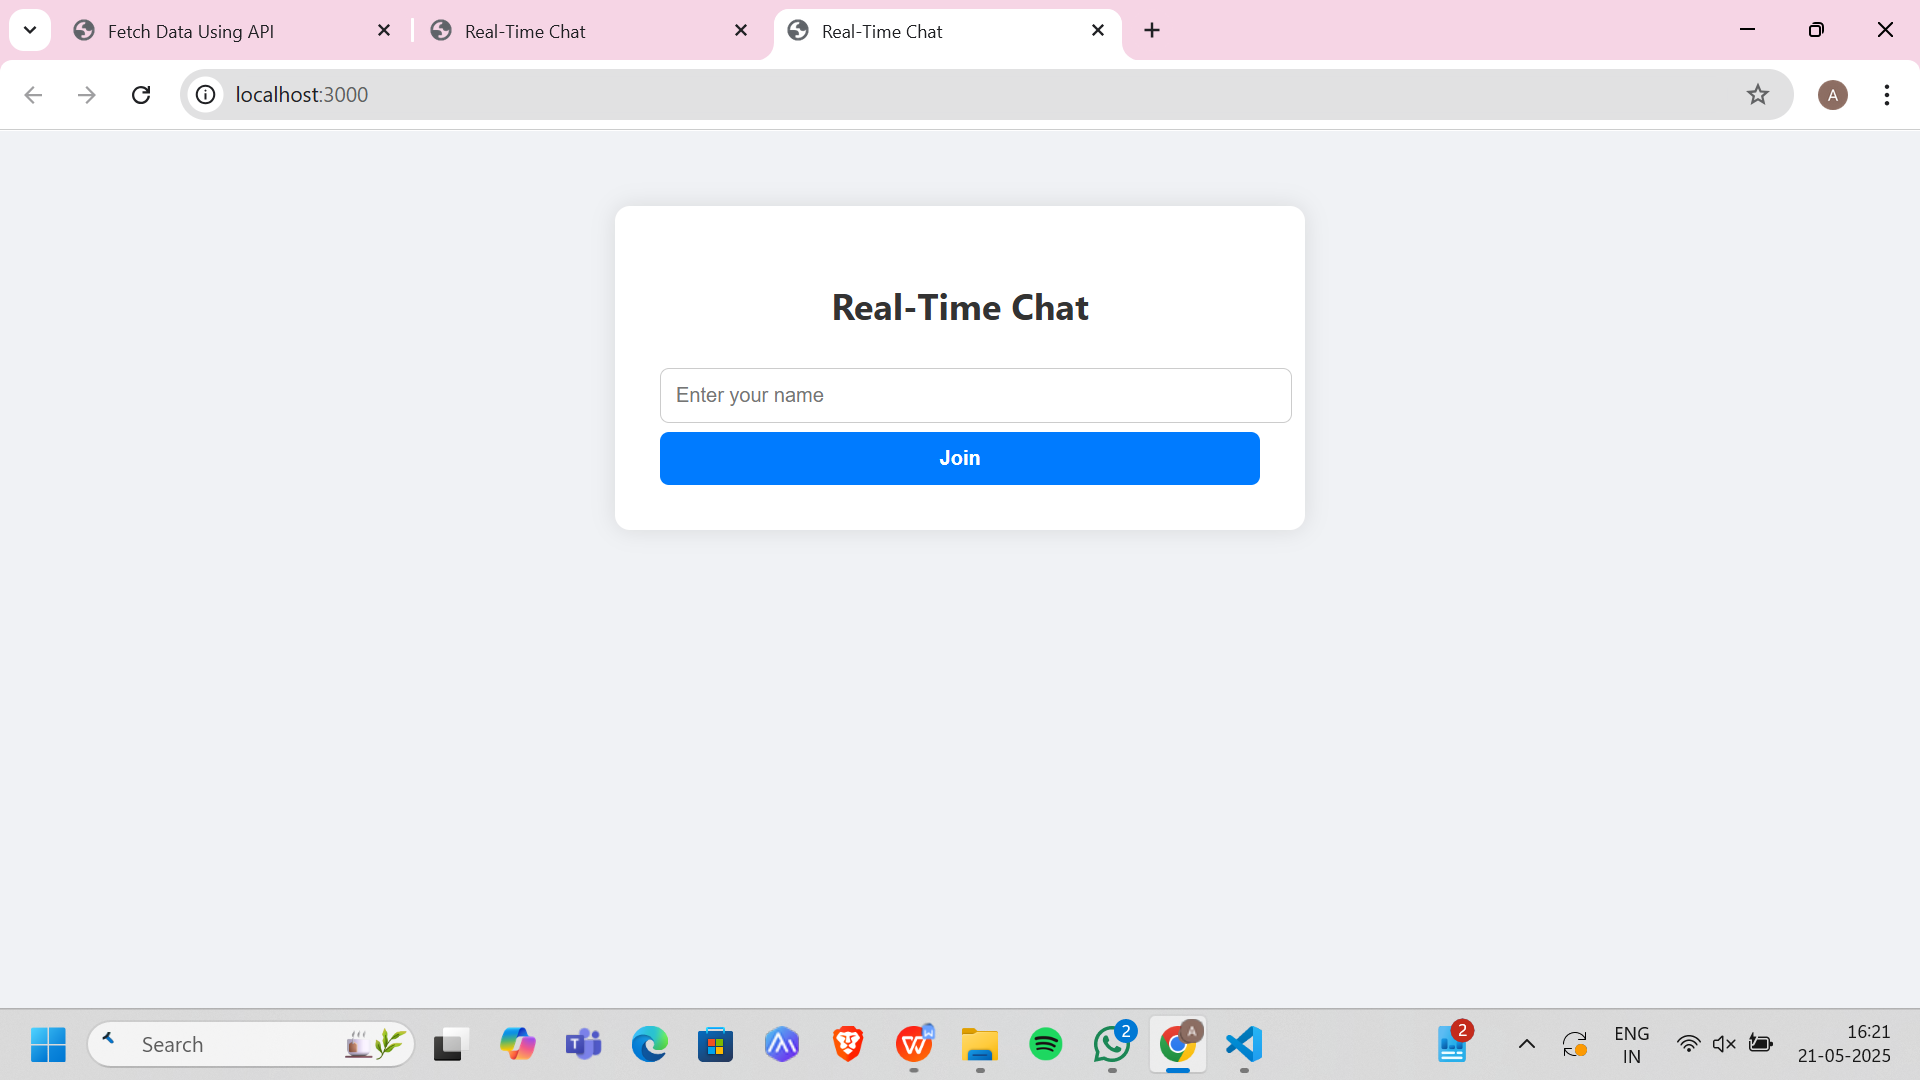 Fetch Data Using API
Real-Time Chat
Real-Time Chat
localhost:3000
A
Real-Time Chat
Enter your name
Join
Search
2
A
2
ENG
IN
16:21
21-05-2025